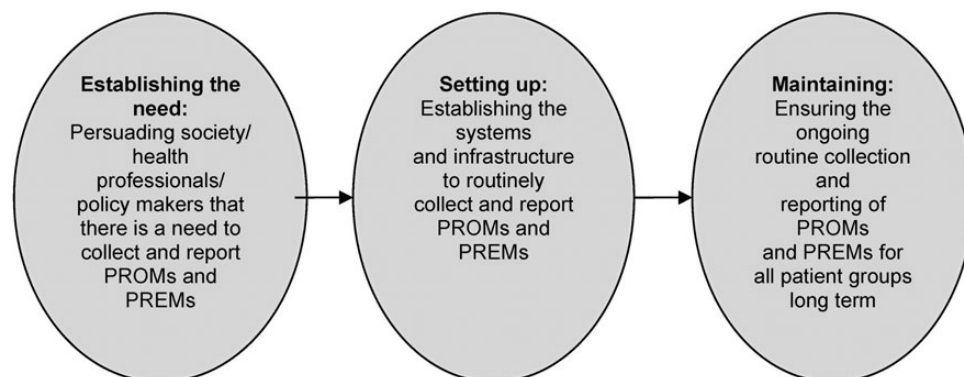 Establishing the
need:
Persuading society/
health
professionals/
policy makers that
there is a need to
collect and report
PROMs and
PREMs
Setting up:
Establishing the
systems
and infrastructure
to routinely
collect and report
PROMs and
PREMs
Maintaining:
Ensuring the
ongoing
routine collection
and
reporting of
PROMs
and PREMs for
all patient groups
long term